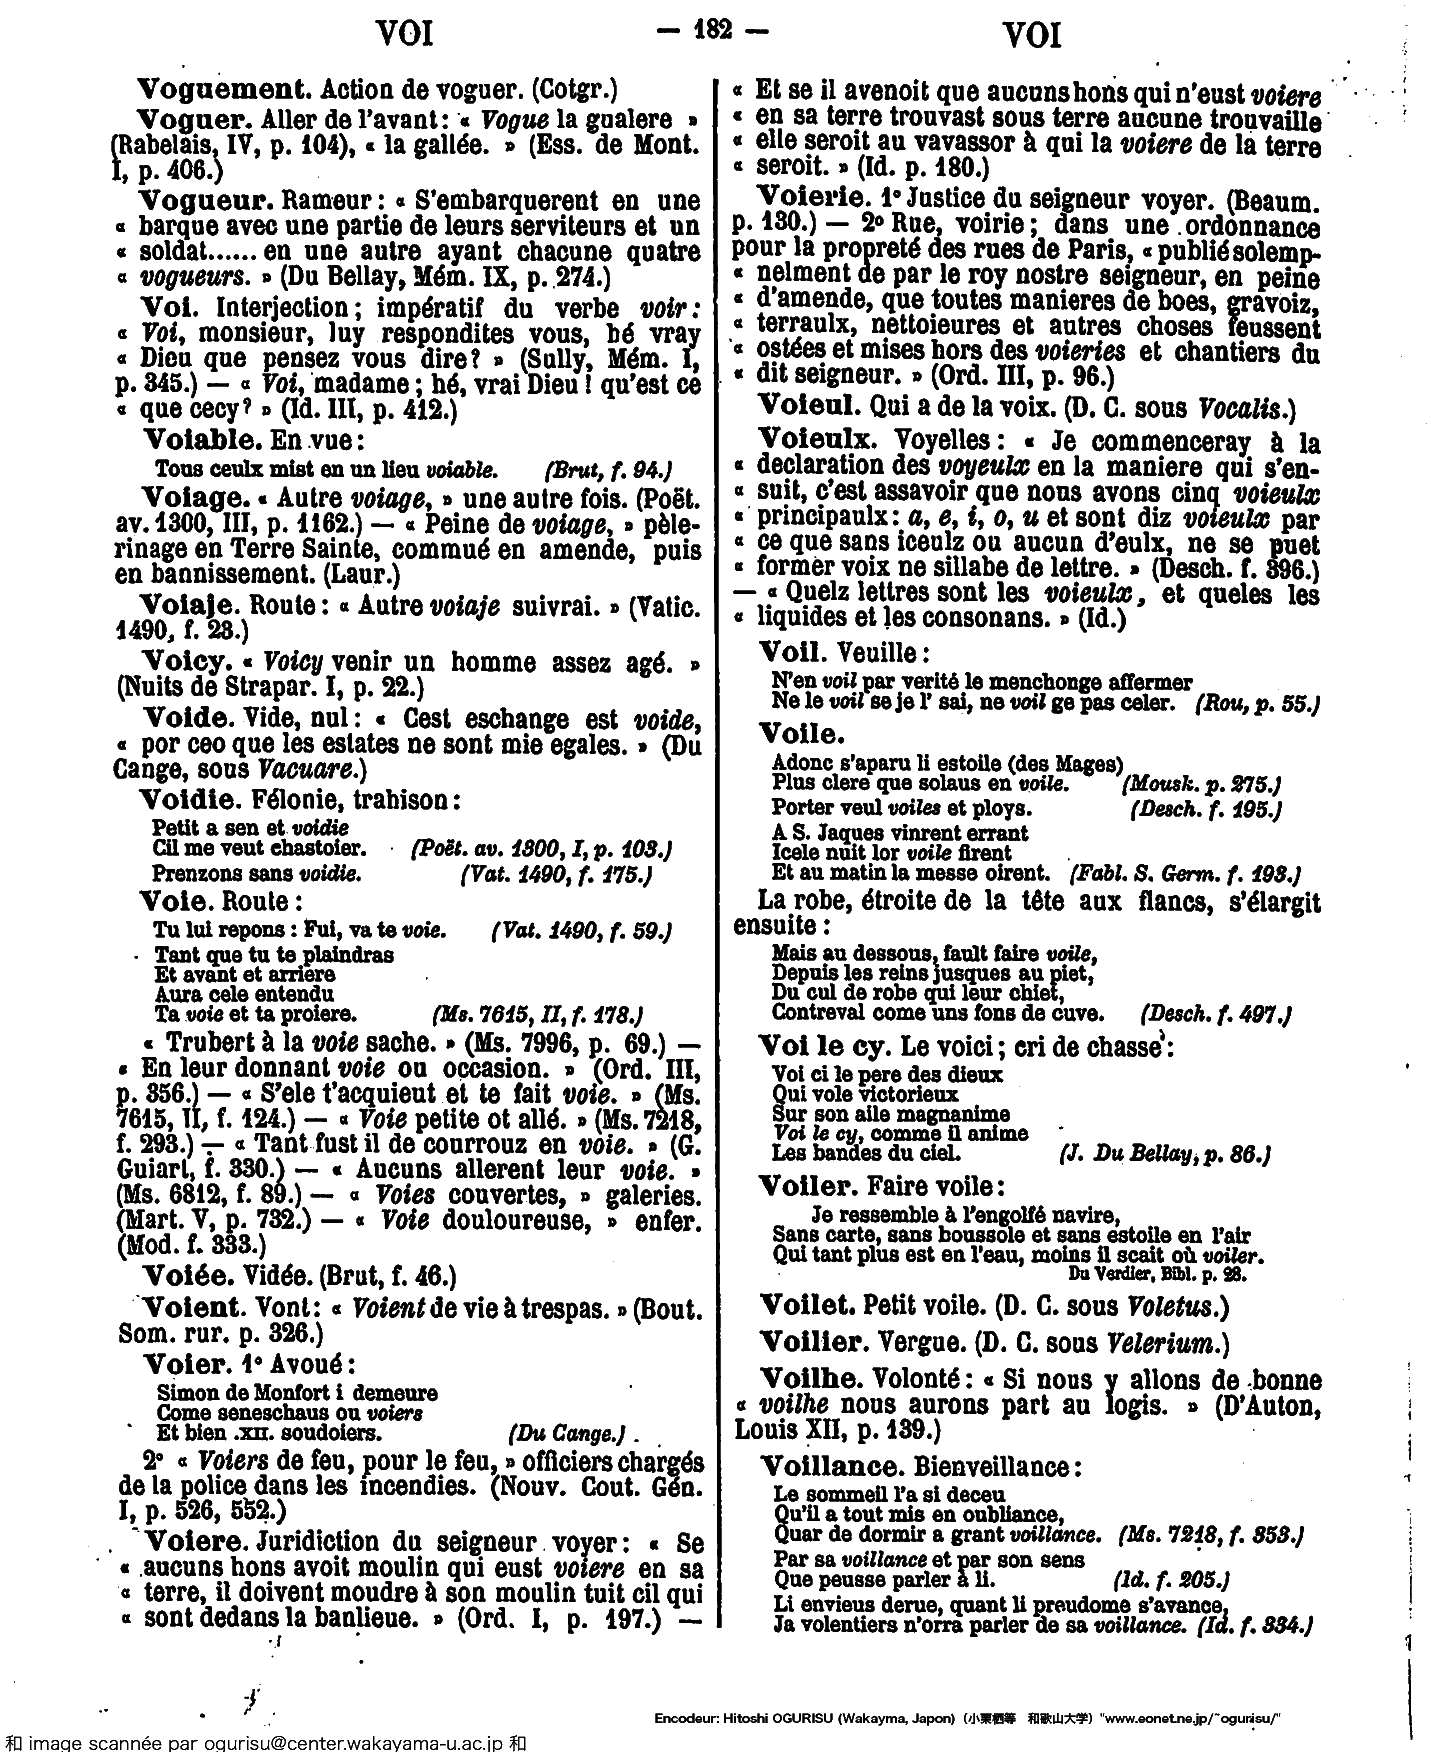 VOI — 182 — VOI
Voguement. Action de voguer. (Cotgr.)
Voguer. Aller de l'avant : « Vogue la gualere »
(Rabelais, IV, p. 104), « la gallée. » (Ess. de Mont.
I, p. 406.)
Vogueur. Rameur : « S'embarquerent en une
« barque avec une partie de leurs serviteurs et un
« soldat...... en une autre ayant chacune quatre
« vogueurs. » (Du Bellay, Mém. IX, p. 274.)
Voi. Interjection ; impératif du verbe voir :
« Voi, monsieur, luy respondites vous, hé vray
« Dieu que pensez vous dire? » (Sully, Mém. I,
p. 345.) — « Voi, madame ; hé, vrai Dieu ! qu'est ce
« que cecy? » (Id. III, p. 412.)
Voiable. En vue :
Tous ceulx mist en un lieu voiable. (Brut, f. 94.)
Voiage. « Autre voiage, » une autre fois. (Poët.
av. 1300, III, p. 1162.) — « Peine de voiage, » pèle-
rinage en Terre Sainte, commué en amende, puis
en bannissement. (Laur.)
Voiaje. Route : « Autre voiaje suivrai. » (Vatic.
1490, f. 23.)
Voicy. « Voicy venir un homme assez agé. »
(Nuits de Strapar. I, p. 22.)
Voide. Vide, nul : « Cest eschange est voide,
« por ceo que les estates ne sont mie egales. » (Du
Cange, sous Vacuare.)
Voidie. Félonie, trahison :
Petit a sen et voidie
Cil me veut chastoier. (Poët. av. 1300, I, p. 103.)
Prenzons sans voidie. (Vat. 1490, f. 175.)
Voie. Route :
Tu lui repons : Fui, va te voie. (Vat. 1490, f. 59.)
Tant que tu te plaindras
Et avant et arriere
Aura cele entendu
Ta voie et ta proiere. (Ms. 7615, II, f. 178.)
« Trubert à la voie sache. » (Ms. 7996, p. 69.) —
« En leur donnant voie ou occasion. » (Ord. III,
p. 356.) — « S'ele t'acquient et te fait voie. » (Ms.
7615, II, f. 124.) — « Voie petite ot allé. » (Ms. 7218,
f. 293.) — « Tant fust il de courrouz en voie. » (G.
Guiart, f. 330.) — « Aucuns allerent leur voie. »
(Ms. 6812, f. 89.) — « Voies couvertes, » galeries.
(Mart. V, p. 732.) — « Voie douloureuse, » enfer.
(Mod. f. 333.)
Voiée. Vidée. (Brut, f. 46.)
Voient. Vont : « Voient de vie à trespas. » (Bout.
Som. rur. p. 326.)
Voier. 1° Avoué :
Simon de Monfort i demeure
Come seneschaus ou voiers
Et bien .XII. soudoiers. (Du Cange.)
2° « Voiers de feu, pour le feu, » officiers chargés
de la police dans les incendies. (Nouv. Cout. Gén.
I, p. 526, 552.)
Voiere. Juridiction du seigneur voyer : « Se
« aucuns hons avoit moulin qui eust voiere en sa
« terre, il doivent moudre à son moulin tuit cil qui
« sont dedans la banlieue. » (Ord. I, p. 197.) —
« Et se il avenoit que aucuns hons qui n'eust voiere
« en sa terre trouvast sous terre aucune trouvaille
« elle seroit au vavassor à qui la voiere de la terre
« seroit. » (Id. p. 180.)
Voierie. 1° Justice du seigneur voyer. (Beaum.
p. 130.) — 2° Rue, voirie ; dans une ordonnance
pour la propreté des rues de Paris, « publié solemp-
« nelment de par le roy nostre seigneur, en peine
« d'amende, que toutes manieres de boes, gravoiz,
« terraulx, nettoieures et autres choses feussent
« ostées et mises hors des voieries et chantiers du
« dit seigneur. » (Ord. III, p. 96.)
Voieul. Qui a de la voix. (D. C. sous Vocalis.)
Voieulx. Voyelles : « Je commenceray à la
« declaration des voyeulx en la maniere qui s'en-
« suit, c'est assavoir que nous avons cinq voieulx
« principaulx : a, e, i, o, u et sont diz voieulx par
« ce que sans iceulz ou aucun d'eulx, ne se puet
« former voix ne sillabe de lettre. » (Desch. f. 396.)
— « Quelz lettres sont les voieulx, et queles les
« liquides et les consonans. » (Id.)
Voil. Veuille :
N'en voil par verité le menchonge affermer
Ne le voil se je l' sai, ne voil ge pas celer. (Rou, p. 55.)
Voile.
Adonc s'aparu li estoile (des Mages)
Plus clere que solaus en voile. (Mousk. p. 275.)
Porter veul voiles et ploys. (Desch. f. 195.)
A S. Jaques vinrent errant
Icele nuit lor voile firent
Et au matin la messe oirent. (Fabl. S. Germ. f. 193.)
La robe, étroite de la tête aux flancs, s'élargit
ensuite :
Mais au dessous, fault faire voile,
Depuis les reins jusques au piet,
Du cul de robe qui leur chiet,
Contreval come uns fons de cuve. (Desch. f. 497.)
Voi le cy. Le voici ; cri de chasse :
Voi ci le pere des dieux
Qui vole victorieux
Sur son aile magnanime
Voi le cy, comme il anime
Les bandes du ciel. (J. Du Bellay, p. 86.)
Voiler. Faire voile :
Je ressemble à l'engolfé navire,
Sans carte, sans boussole et sans estoile en l'air
Qui tant plus est en l'eau, moins il scait où voiler.
Du Verdier, Bibl. p. 28.
Voilet. Petit voile. (D. C. sous Voletus.)
Voilier. Vergue. (D. C. sous Velerium.)
Voilhe. Volonté : « Si nous y allons de bonne
« voilhe nous aurons part au logis. » (D'Auton,
Louis XII, p. 139.)
Voillance. Bienveillance :
Le sommeil l'a si deceu
Qu'il a tout mis en oubliance,
Quar de dormir a grant voillance. (Ms. 7218, f. 353.)
Par sa voillance et par son sens
Que peusse parler à li. (Id. f. 205.)
Li envieus derue, quant li preudome s'avance,
Ja volentiers n'orra parler de sa voillance. (Id. f. 334.)
Encodeur: Hitoshi OGURISU (Wakayma, Japon) (小栗栖等 和歌山大学) "www.eonet.ne.jp/~ogurisu/"
和 image scannée par ogurisu@center.wakayama-u.ac.jp 和